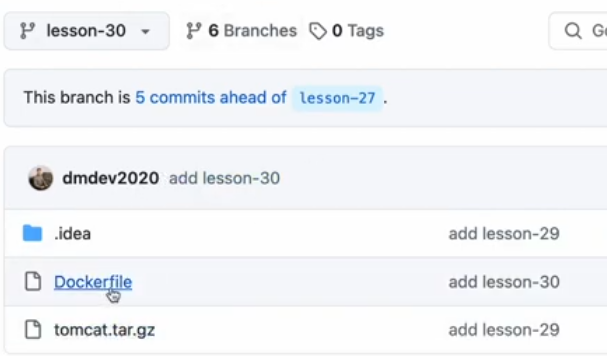 lesson-30 6 Branches 0 Tags
This branch is 5 commits ahead of lesson-27 .
dmdev2020 add lesson-30
.idea add lesson-29
Dockerfile add lesson-30
tomcat.tar.gz add lesson-29